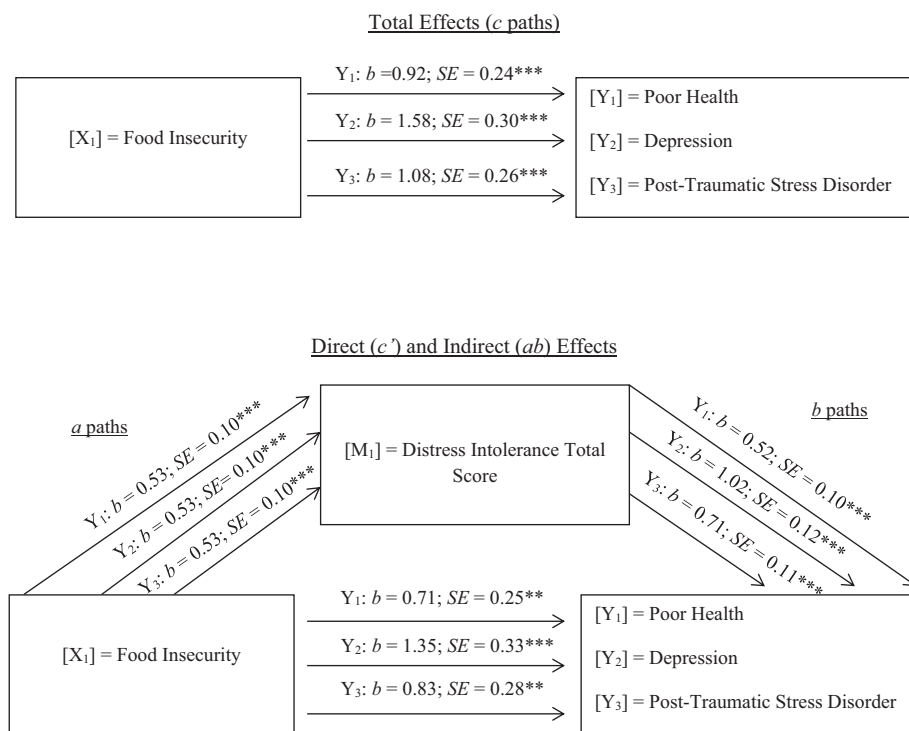 Total Effects (c paths)
[X₁] = Food Insecurity
Y₁: b =0.92; SE = 0.24***
Y₂: b = 1.58; SE = 0.30***
Y₃: b = 1.08; SE = 0.26***
[Y₁] = Poor Health
[Y₂] = Depression
[Y₃] = Post-Traumatic Stress Disorder
Direct (c’) and Indirect (ab) Effects
a paths
Y₁: b = 0.53; SE = 0.10***
Y₂: b = 0.53; SE= 0.10***
Y₃: b = 0.53; SE = 0.10***
[M₁] = Distress Intolerance Total
Score
b paths
Y₁: b = 0.52; SE = 0.10***
Y₂: b = 1.02; SE = 0.12***
Y₃: b = 0.71; SE = 0.11***
[X₁] = Food Insecurity
Y₁: b = 0.71; SE = 0.25**
Y₂: b = 1.35; SE = 0.33***
Y₃: b = 0.83; SE = 0.28**
[Y₁] = Poor Health
[Y₂] = Depression
[Y₃] = Post-Traumatic Stress Disorder